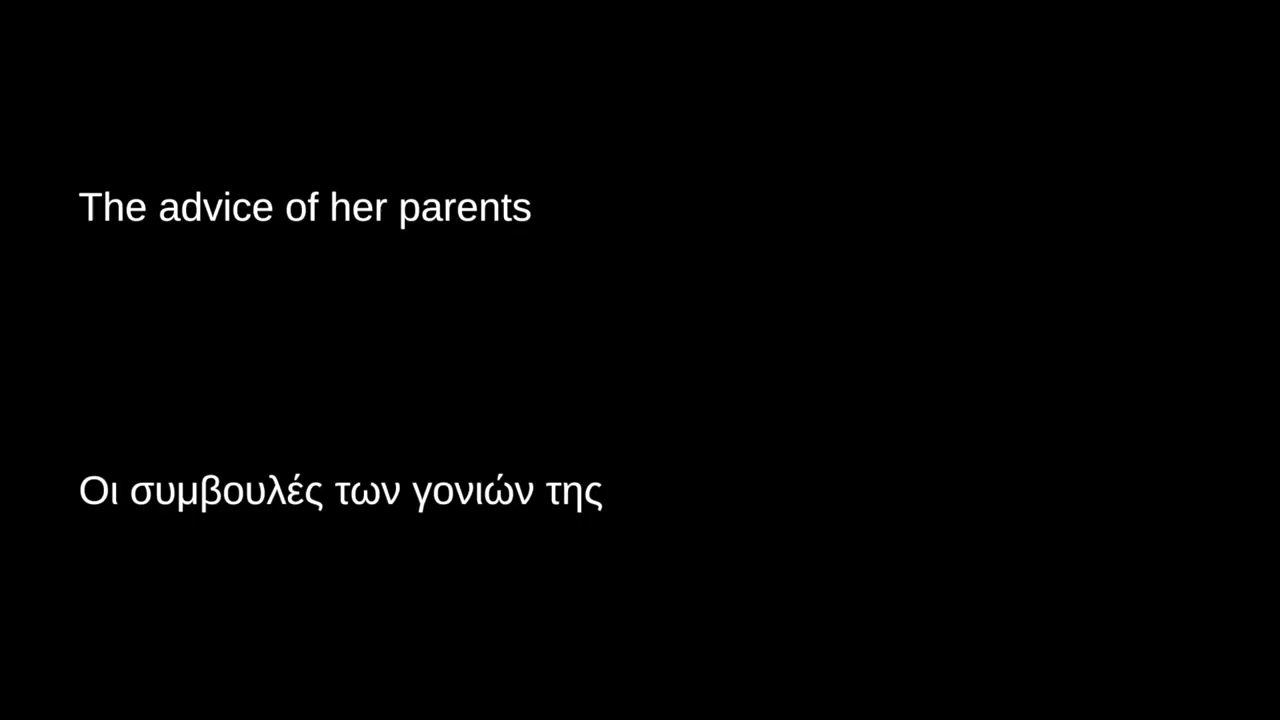 The advice of her parents
Οι συμβουλές των γονιών της